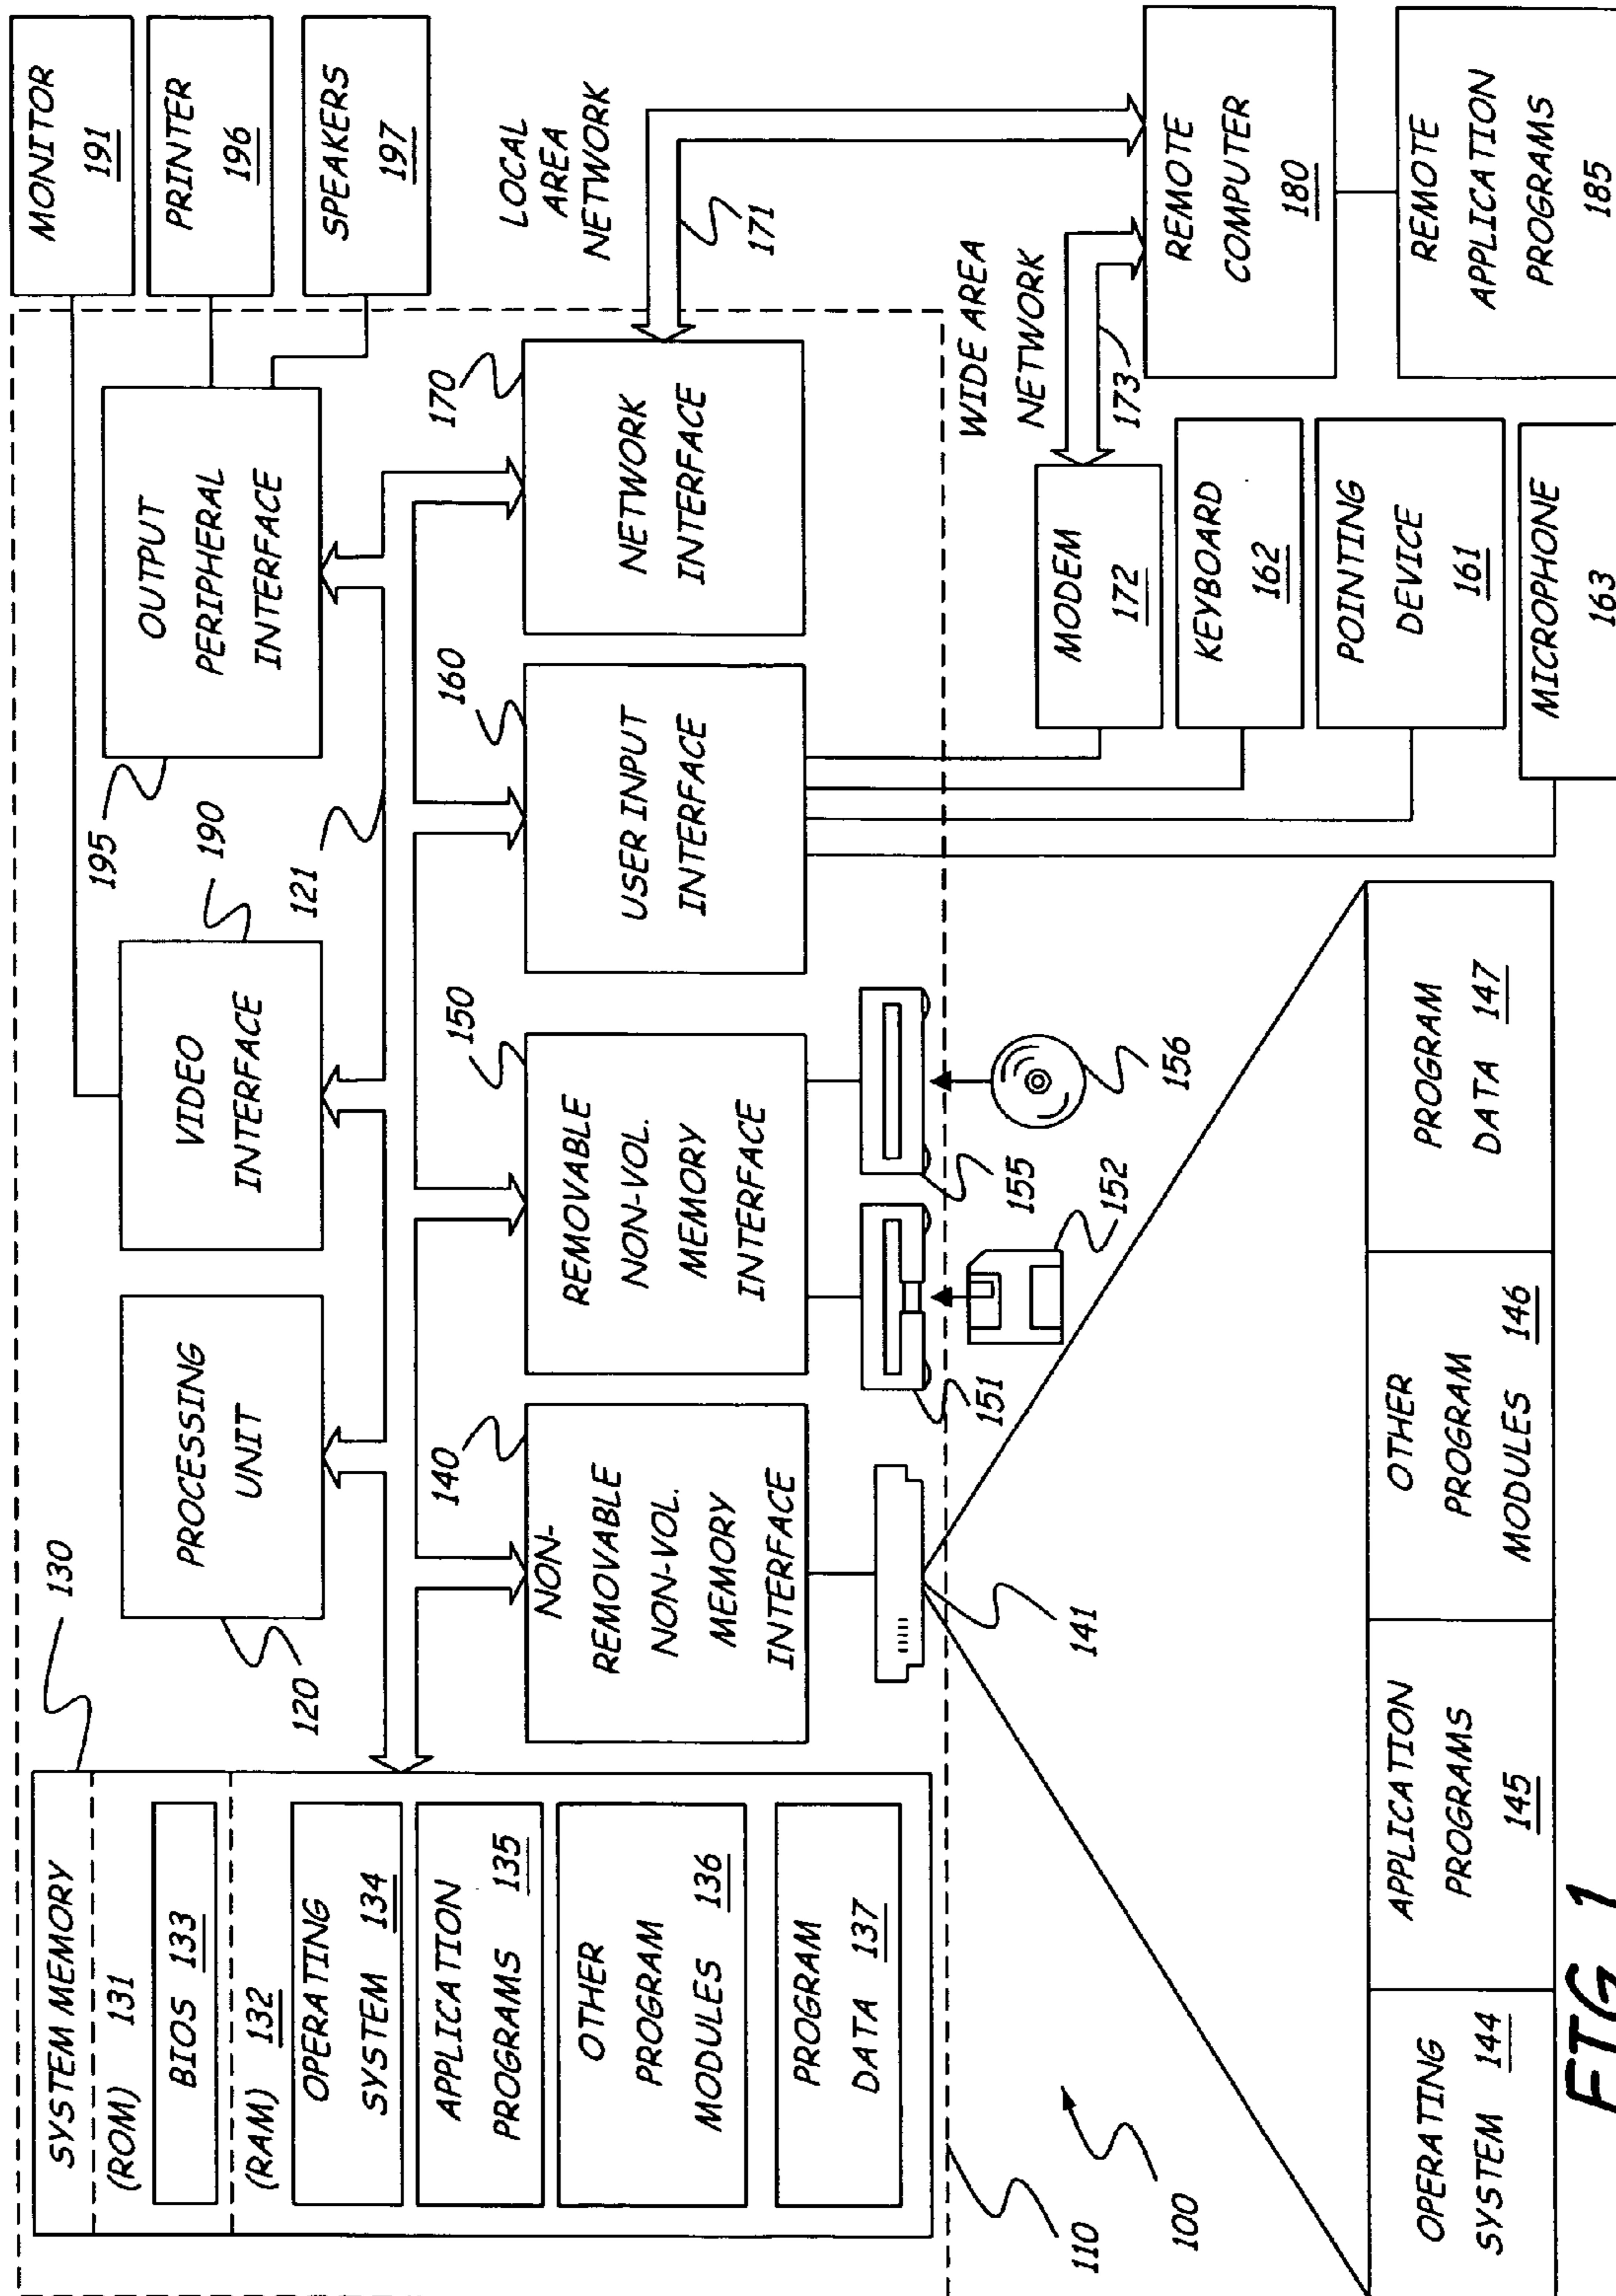 SYSTEM MEMORY
(ROM) 131
BIOS 133
(RAM) 132
OPERATING
SYSTEM 134
APPLICATION
PROGRAMS 135
OTHER
PROGRAM
MODULES 136
PROGRAM
DATA 137
130
120
PROCESSING
UNIT
VIDEO
INTERFACE
190
121
195
OUTPUT
PERIPHERAL
INTERFACE
MONITOR
191
PRINTER
196
SPEAKERS
197
140
NON-
REMOVABLE
NON-VOL.
MEMORY
INTERFACE
150
REMOVABLE
NON-VOL.
MEMORY
INTERFACE
160
USER INPUT
INTERFACE
170
NETWORK
INTERFACE
LOCAL
AREA
NETWORK
171
141
151
152
155
156
WIDE AREA
NETWORK
173
MODEM
172
KEYBOARD
162
POINTING
DEVICE
161
MICROPHONE
163
REMOTE
COMPUTER
180
REMOTE
APPLICATION
PROGRAMS
185
110
100
OPERATING
SYSTEM 144
APPLICATION
PROGRAMS
145
OTHER
PROGRAM
MODULES 146
PROGRAM
DATA 147
FIG. 1